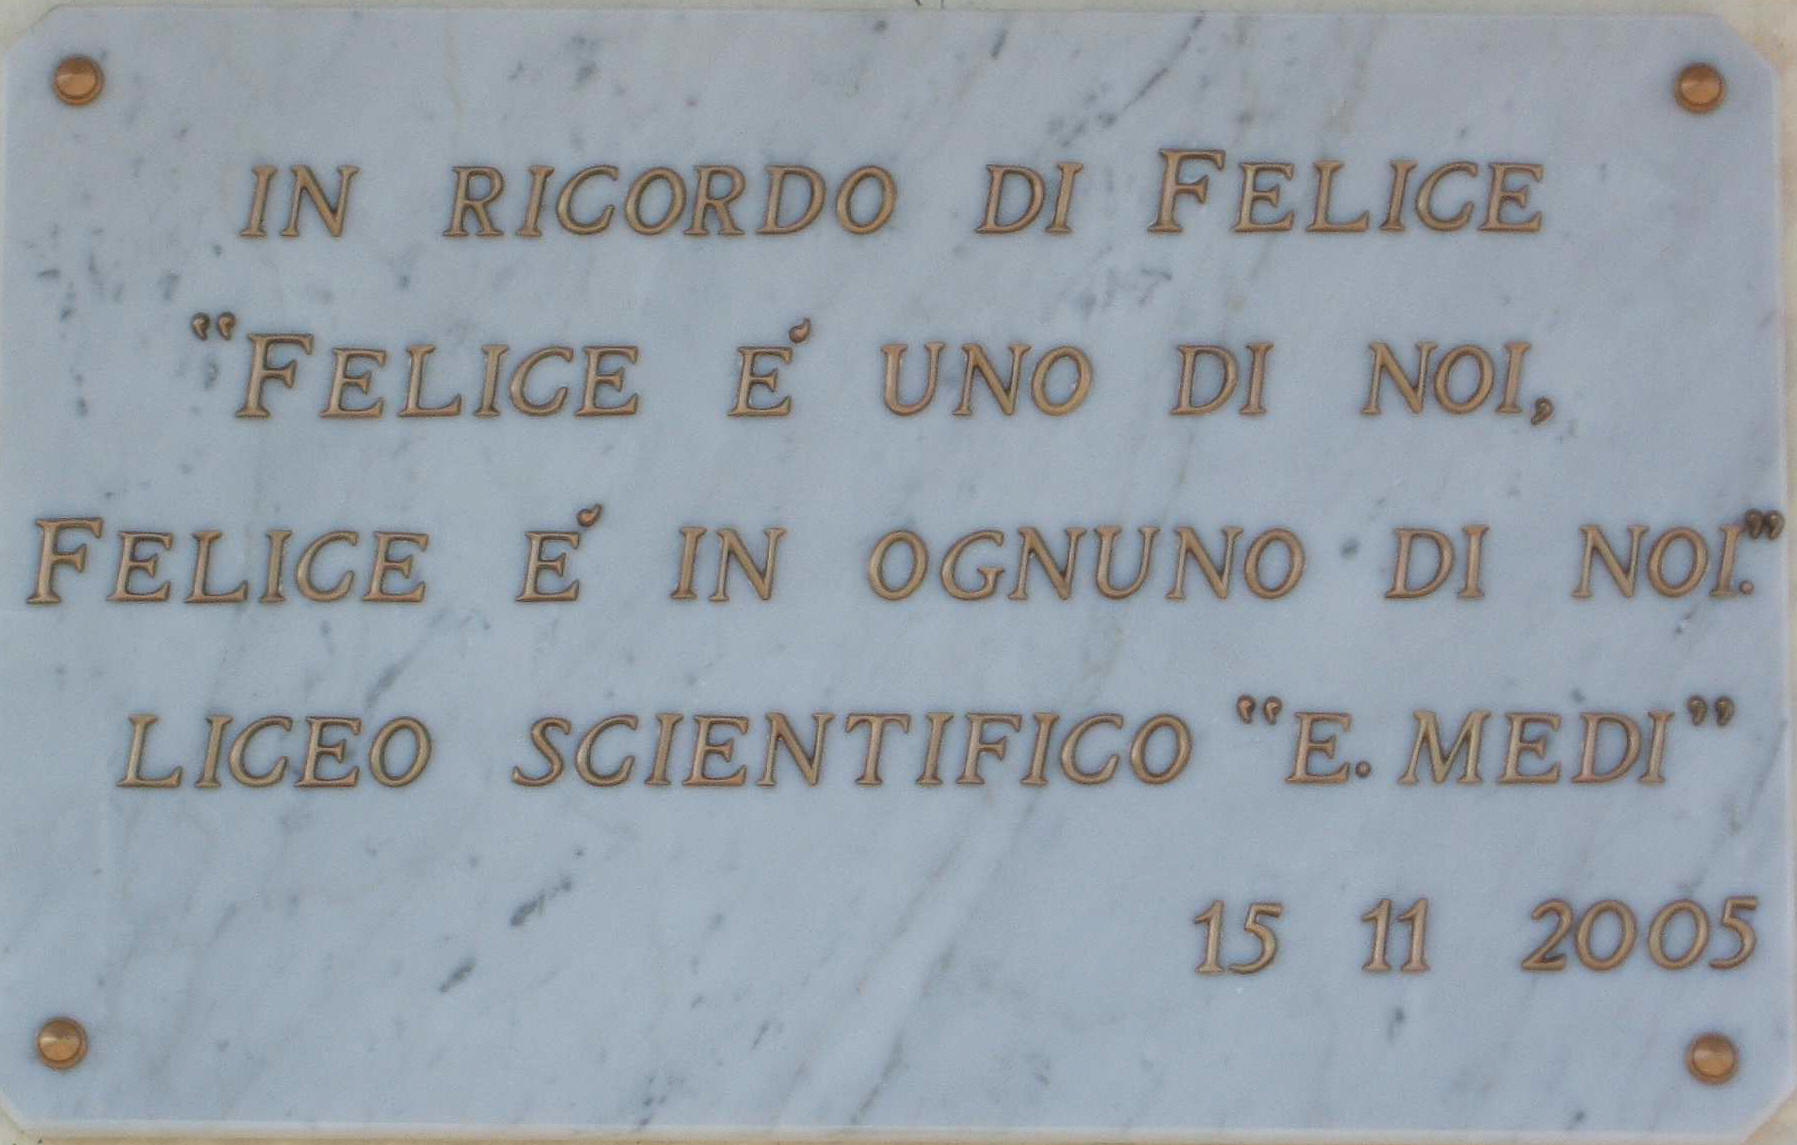 IN RICORDO DI FELICE
“FELICE E’ UNO DI NOI,
FELICE E’ IN OGNUNO DI NOI.”
LICEO SCIENTIFICO “E. MEDI”
15 11 2005